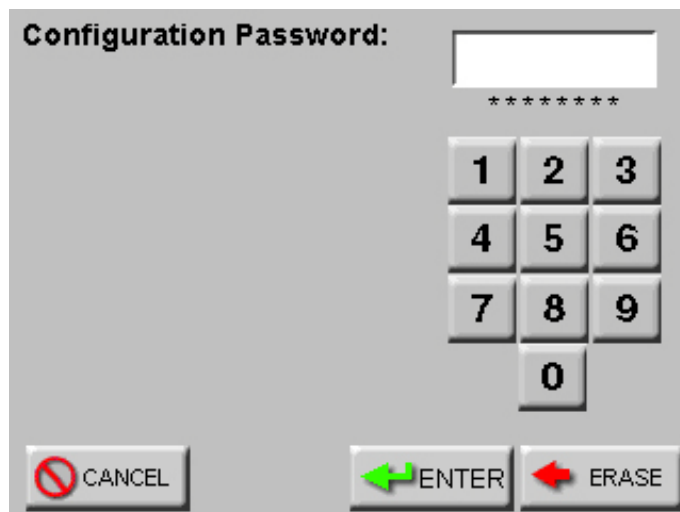 Configuration Password:
********
1 2 3
4 5 6
7 8 9
0
CANCEL ENTER ERASE